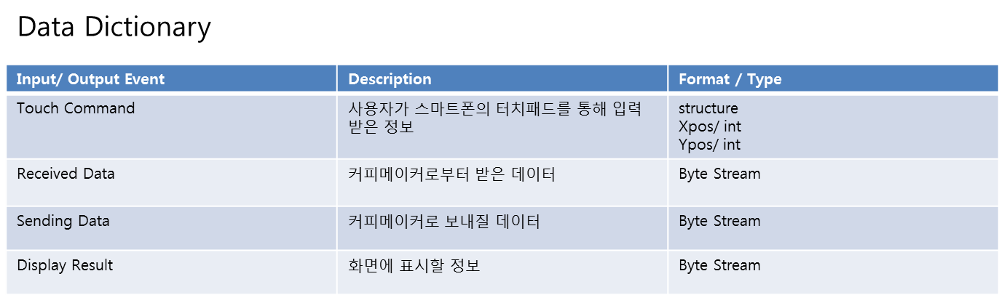 Data Dictionary
Input/ Output Event
Description
Format / Type
Touch Command
사용자가 스마트폰의 터치패드를 통해 입력
받은 정보
structure
Xpos/ int
Ypos/ int
Received Data
커피메이커로부터 받은 데이터
Byte Stream
Sending Data
커피메이커로 보내질 데이터
Byte Stream
Display Result
화면에 표시할 정보
Byte Stream